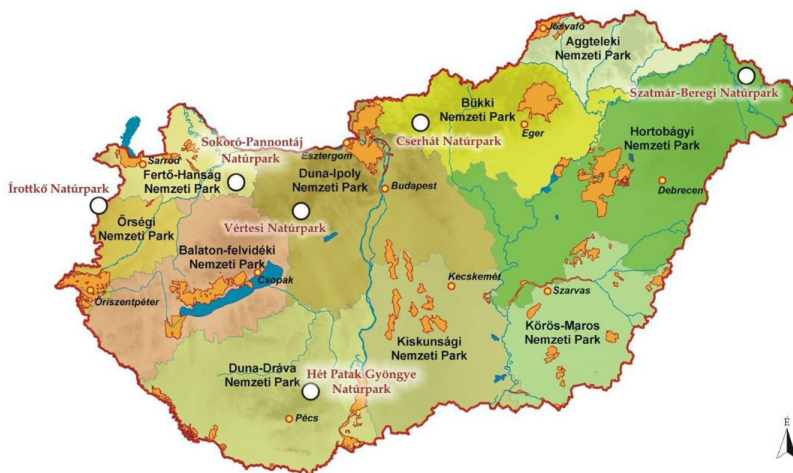 Jósvafő
Aggteleki
Nemzeti Park
Szatmár-Beregi Natúrpark
Bükki
Nemzeti Park
Eger
Cserhát Natúrpark
Hortobágyi
Nemzeti Park
Debrecen
Sokoró-Pannontáj
Natúrpark
Esztergom
Sarród
Fertő-Hanság
Nemzeti Park
Duna-Ipoly
Nemzeti Park
Budapest
Írottkő Natúrpark
Vértesi Natúrpark
Őrségi
Nemzeti Park
Balaton-felvidéki
Nemzeti Park
Csopak
Kecskemét
Szarvas
Őriszentpéter
Kiskunsági
Nemzeti Park
Körös-Maros
Nemzeti Park
Duna-Dráva
Nemzeti Park
Hét Patak Gyöngye
Natúrpark
Pécs
É